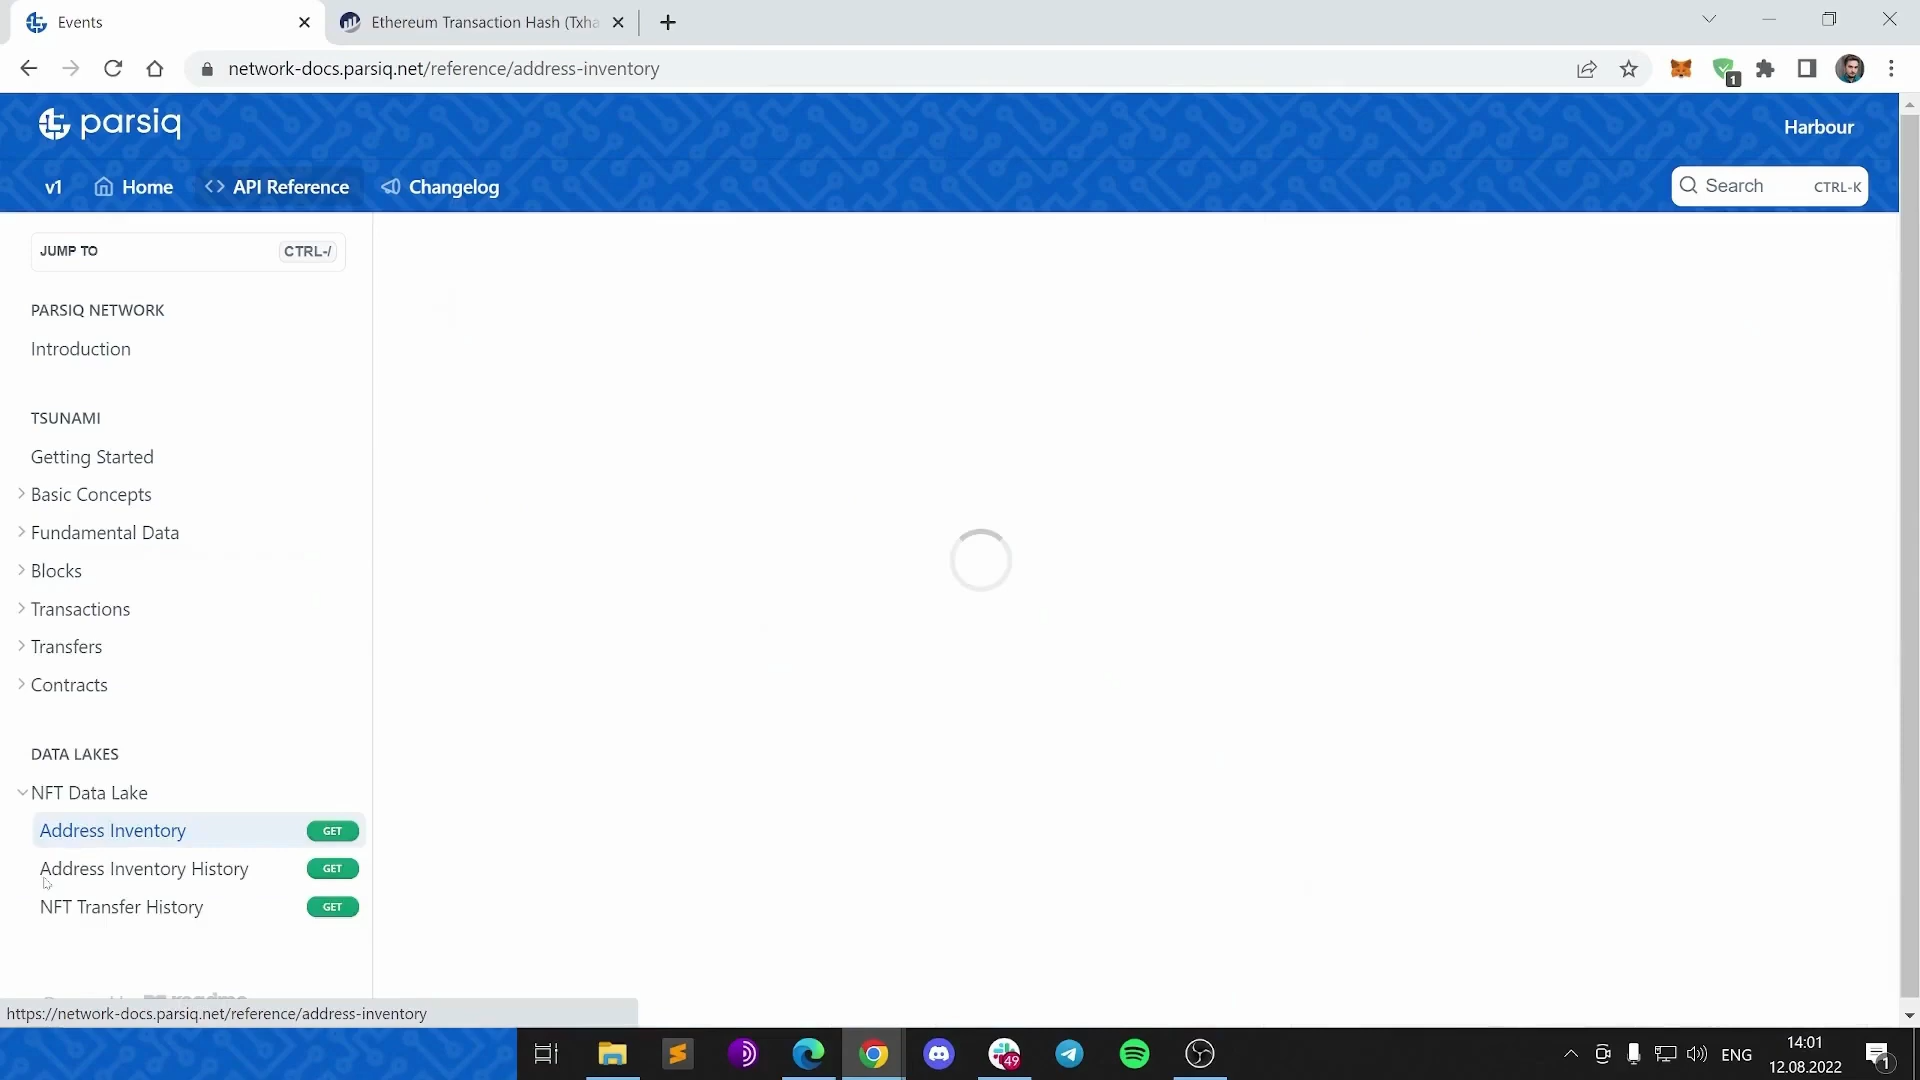 Events
Ethereum Transaction Hash (Txha
network-docs.parsiq.net/reference/address-inventory
1
parsiq
Harbour
v1
Home
API Reference
Changelog
Search
CTRL-K
JUMP TO
CTRL-/
PARSIQ NETWORK
Introduction
TSUNAMI
Getting Started
Basic Concepts
Fundamental Data
Blocks
Transactions
Transfers
Contracts
DATA LAKES
NFT Data Lake
Address Inventory
GET
Address Inventory History
GET
NFT Transfer History
GET
https://network-docs.parsiq.net/reference/address-inventory
49
ENG
14:01
12.08.2022
1